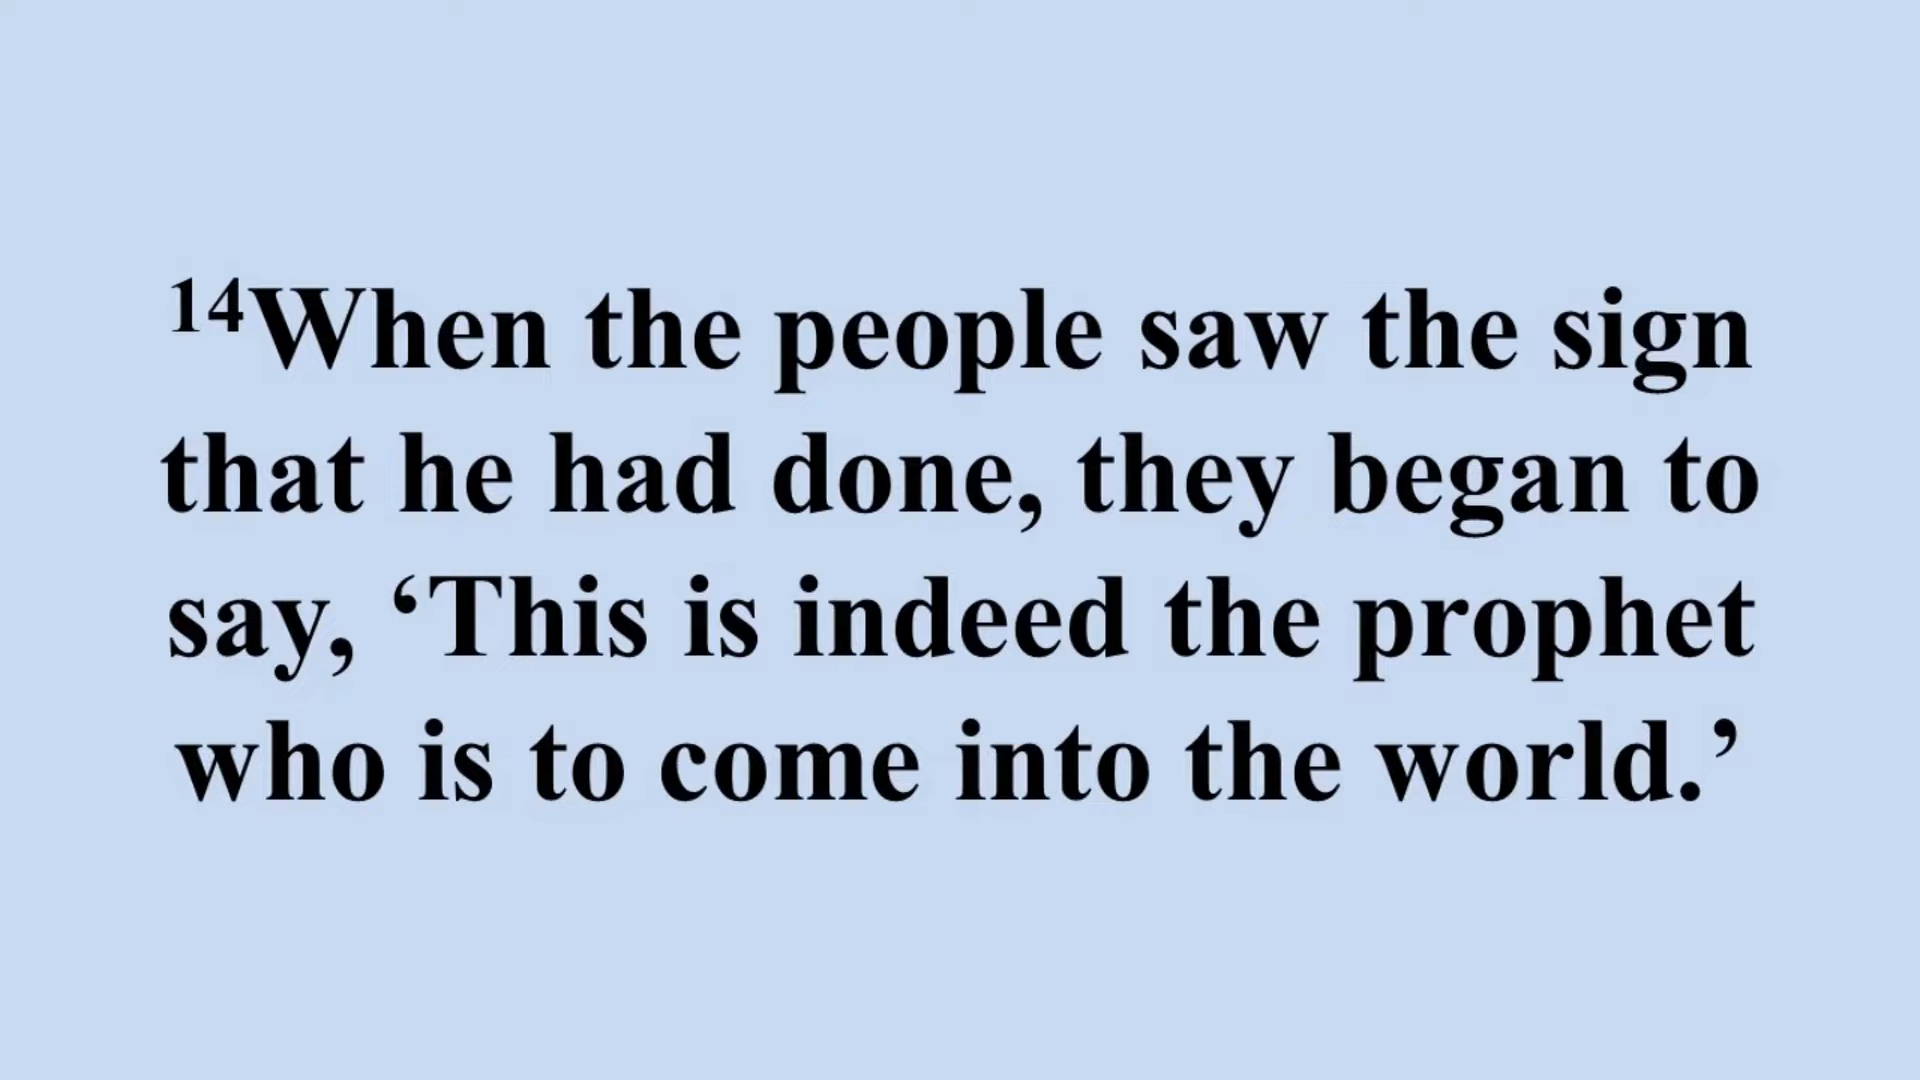 ¹⁴When the people saw the sign
that he had done, they began to
say, ‘This is indeed the prophet
who is to come into the world.’